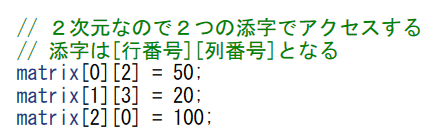 // ２次元なので２つの添字でアクセスする
// 添字は[行番号][列番号]となる
matrix[0][2] = 50;
matrix[1][3] = 20;
matrix[2][0] = 100;